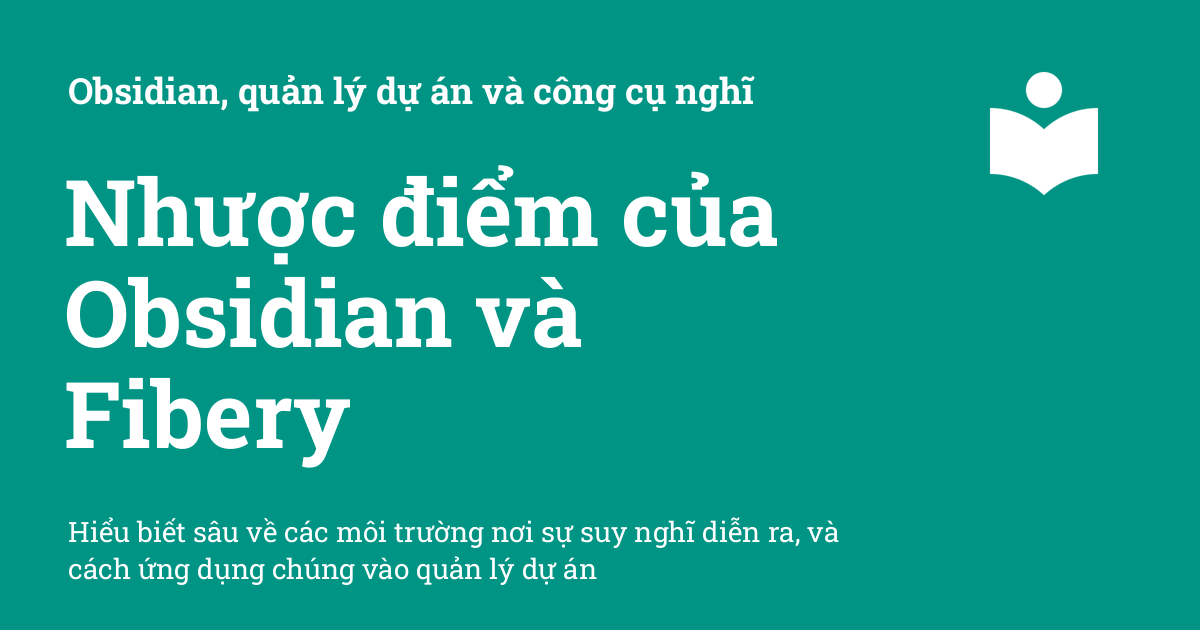 Obsidian, quản lý dự án và công cụ nghĩ
Nhược điểm của
Obsidian và
Fibery
Hiểu biết sâu về các môi trường nơi sự suy nghĩ diễn ra, và
cách ứng dụng chúng vào quản lý dự án